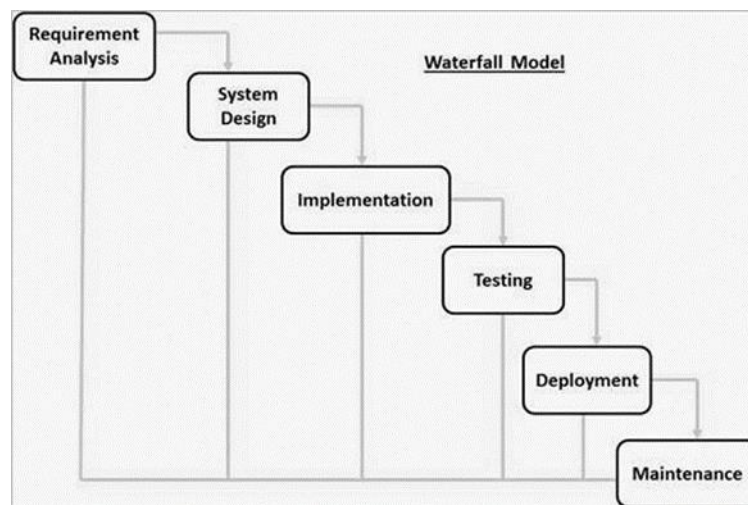 Requirement
Analysis
Waterfall Model
System
Design
Implementation
Testing
Deployment
Maintenance